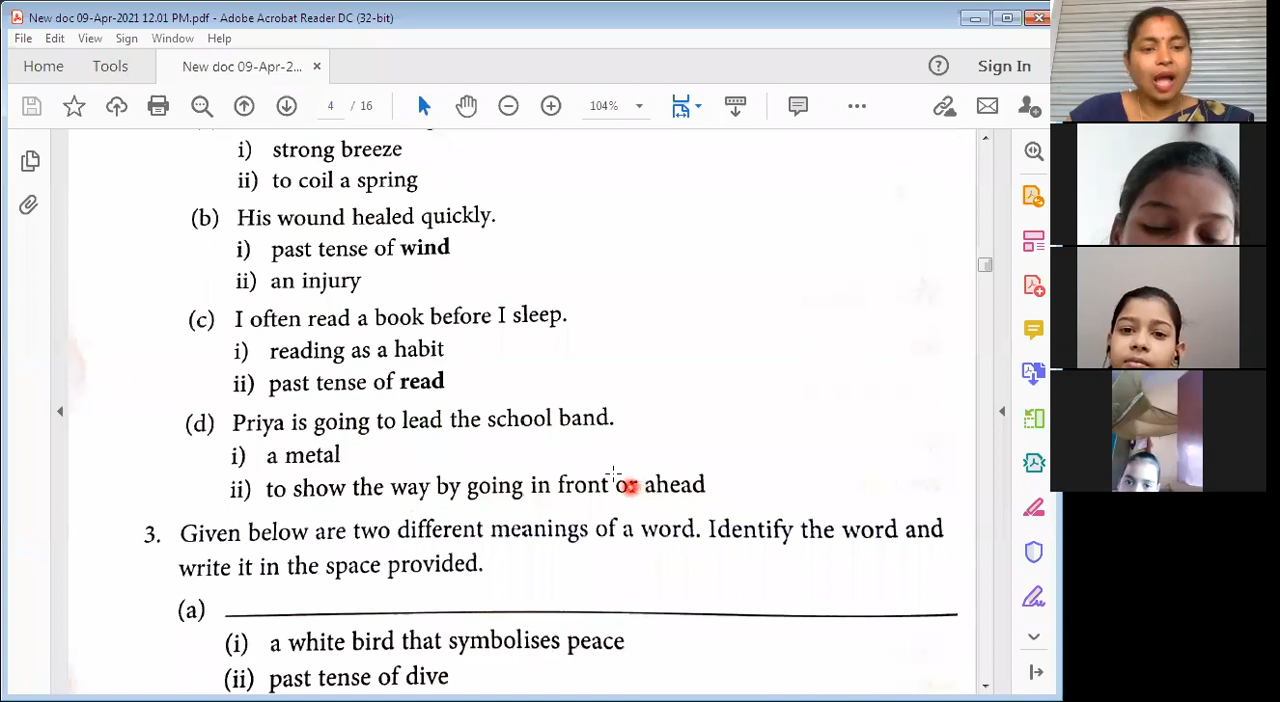 New doc 09-Apr-2021 12.01 PM.pdf - Adobe Acrobat Reader DC (32-bit)
File Edit View Sign Window Help
Home Tools New doc 09-Apr-2... × Sign In
4 / 16 104%
i) strong breeze
ii) to coil a spring
(b) His wound healed quickly.
i) past tense of wind
ii) an injury
(c) I often read a book before I sleep.
i) reading as a habit
ii) past tense of read
(d) Priya is going to lead the school band.
i) a metal
ii) to show the way by going in front or ahead
3. Given below are two different meanings of a word. Identify the word and
write it in the space provided.
(a)
(i) a white bird that symbolises peace
(ii) past tense of dive